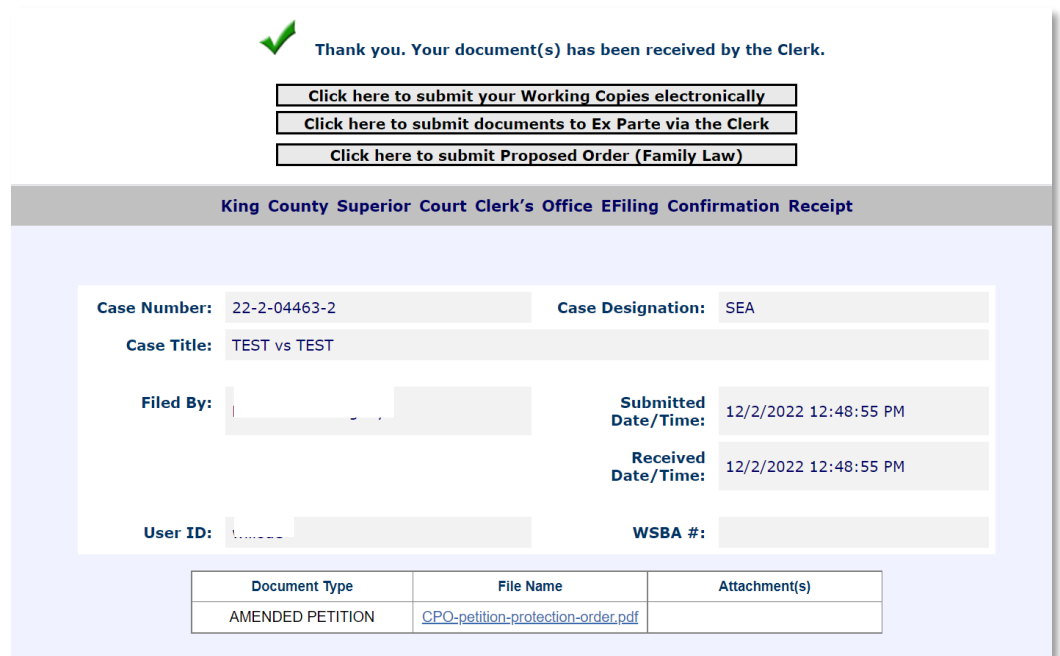 Thank you. Your document(s) has been received by the Clerk.
Click here to submit your Working Copies electronically
Click here to submit documents to Ex Parte via the Clerk
Click here to submit Proposed Order (Family Law)
King County Superior Court Clerk's Office EFiling Confirmation Receipt
Case Number: 22-2-04463-2 Case Designation: SEA
Case Title: TEST vs TEST
Filed By: Submitted Date/Time: 12/2/2022 12:48:55 PM
Received Date/Time: 12/2/2022 12:48:55 PM
User ID: WSBA #:
Document Type File Name Attachment(s)
AMENDED PETITION CPO-petition-protection-order.pdf